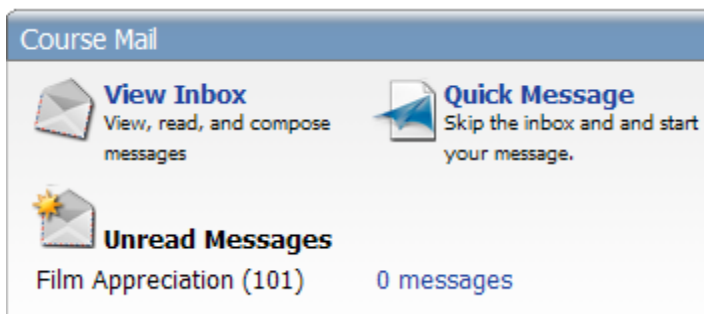 Course Mail
View Inbox
View, read, and compose
messages
Quick Message
Skip the inbox and and start
your message.
Unread Messages
Film Appreciation (101) 0 messages